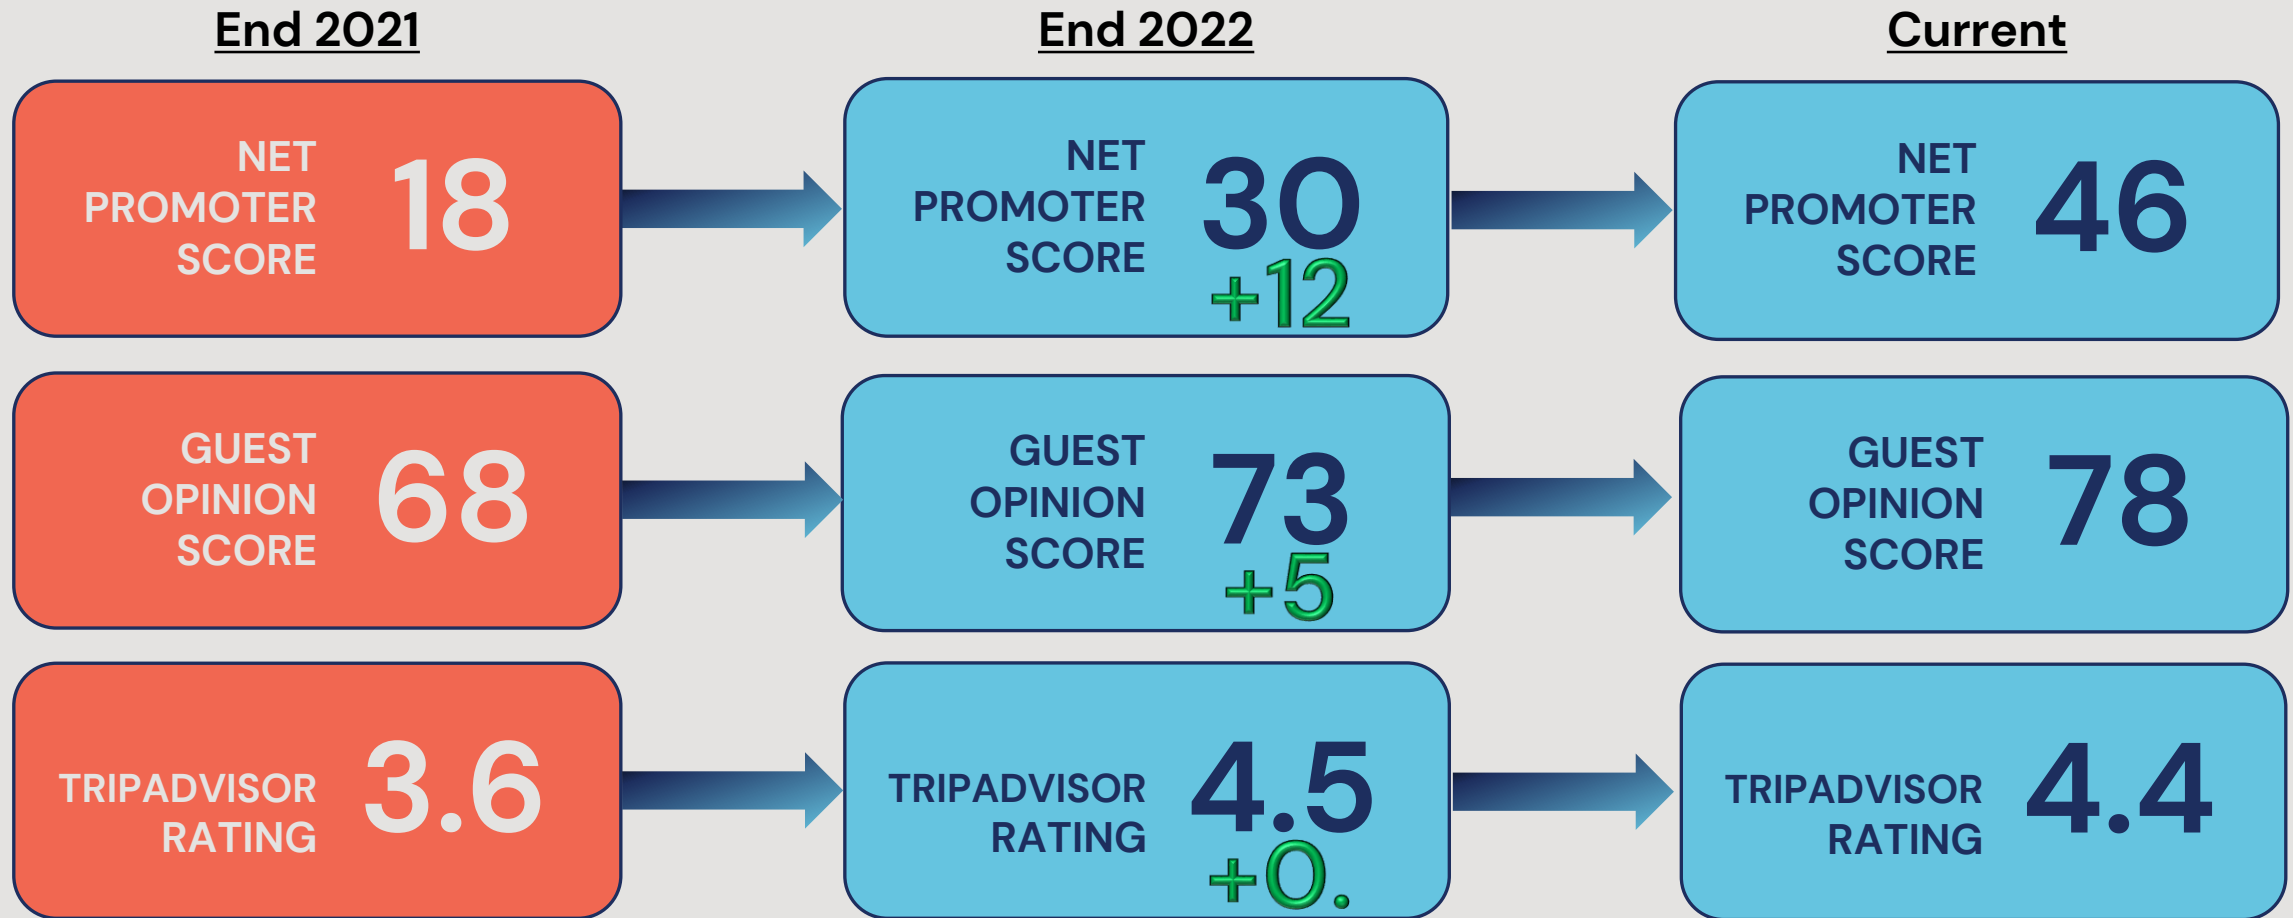 End 2021
End 2022
Current
NET
PROMOTER
SCORE
18
NET
PROMOTER
SCORE
30
+12
NET
PROMOTER
SCORE
46
GUEST
OPINION
SCORE
68
GUEST
OPINION
SCORE
73
+5
GUEST
OPINION
SCORE
78
TRIPADVISOR
RATING
3.6
TRIPADVISOR
RATING
4.5
+0.
TRIPADVISOR
RATING
4.4